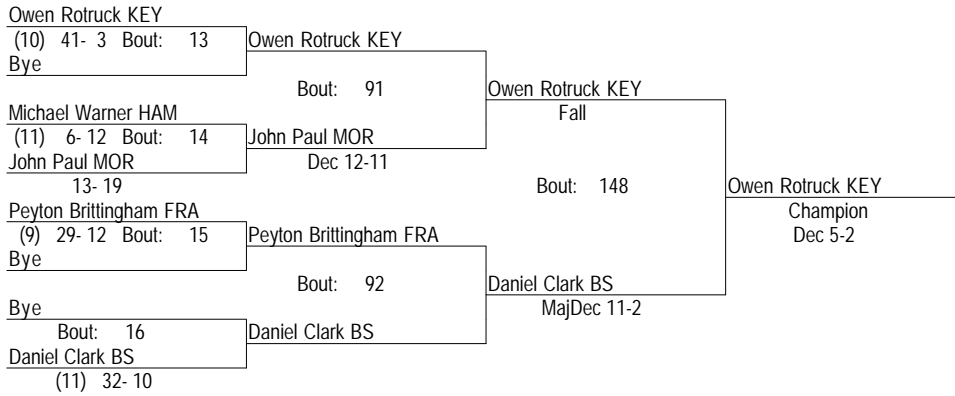 Owen Rotruck KEY
(10) 41- 3 Bout: 13
Bye
Owen Rotruck KEY
Bout: 91
Michael Warner HAM
(11) 6- 12 Bout: 14
John Paul MOR
13- 19
John Paul MOR
Dec 12-11
Owen Rotruck KEY
Fall
Peyton Brittingham FRA
(9) 29- 12 Bout: 15
Bye
Peyton Brittingham FRA
Bout: 92
Bye
Bout: 16
Daniel Clark BS
(11) 32- 10
Daniel Clark BS
Daniel Clark BS
MajDec 11-2
Bout: 148
Owen Rotruck KEY
Champion
Dec 5-2